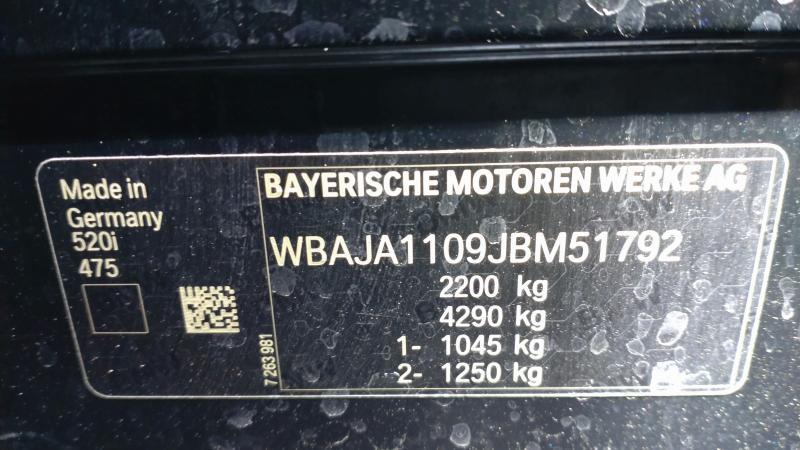 Made in
Germany
520i
475
7 263 981
BAYERISCHE MOTOREN WERKE AG
WBAJA1109JBM51792
2200 kg
4290 kg
1- 1045 kg
2- 1250 kg